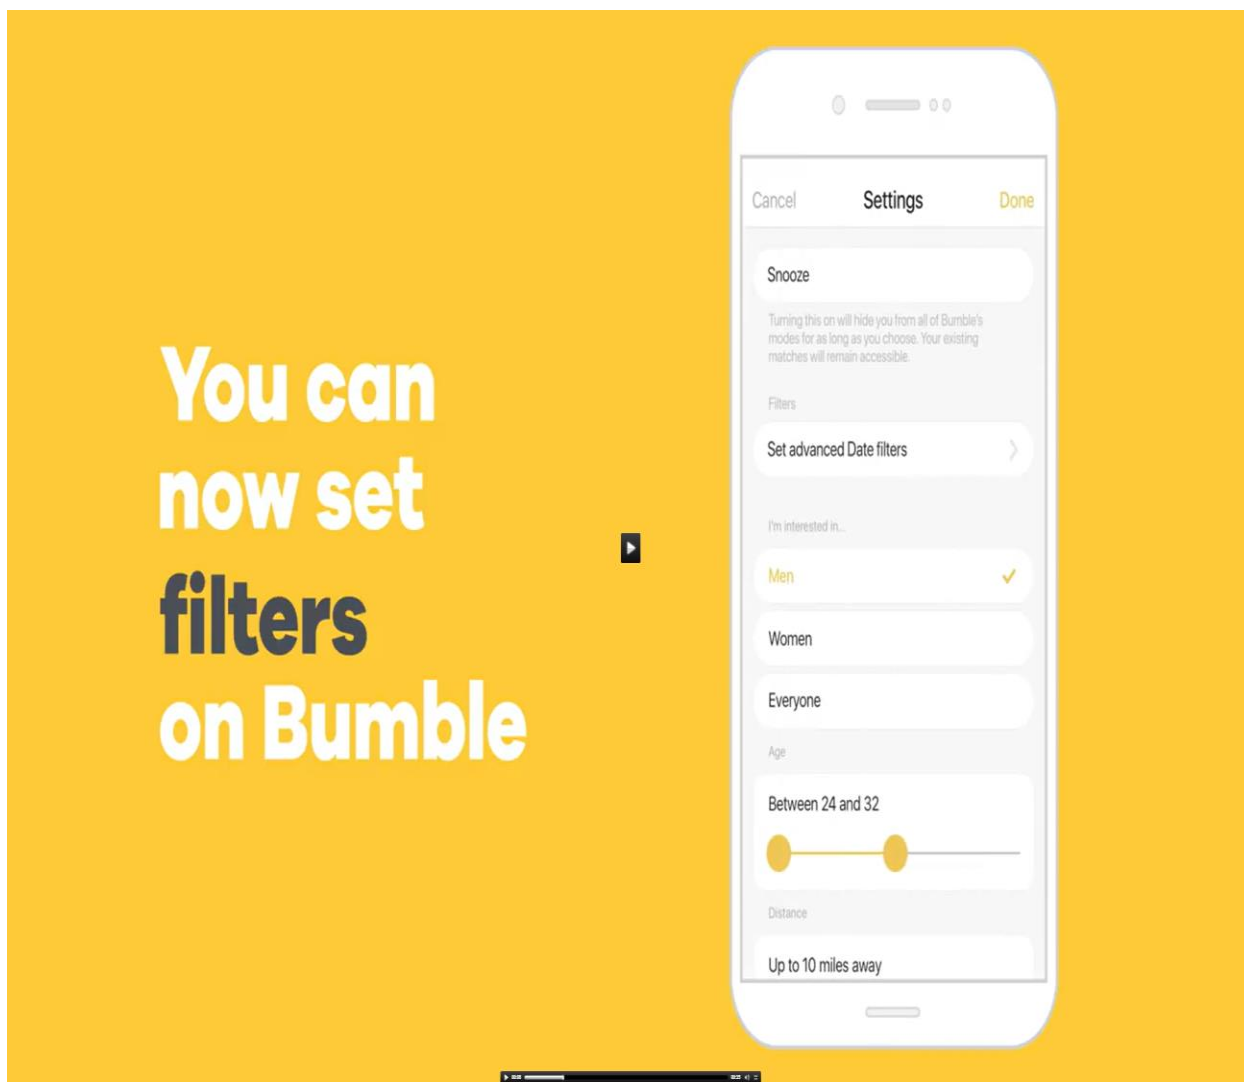 You can
now set
filters
on Bumble
Cancel Settings Done
Snooze
Turning this on will hide you from all of Bumble's
modes for as long as you choose. Your existing
matches will remain accessible.
Filters
Set advanced Date filters
I'm interested in...
Men
Women
Everyone
Age
Between 24 and 32
Distance
Up to 10 miles away